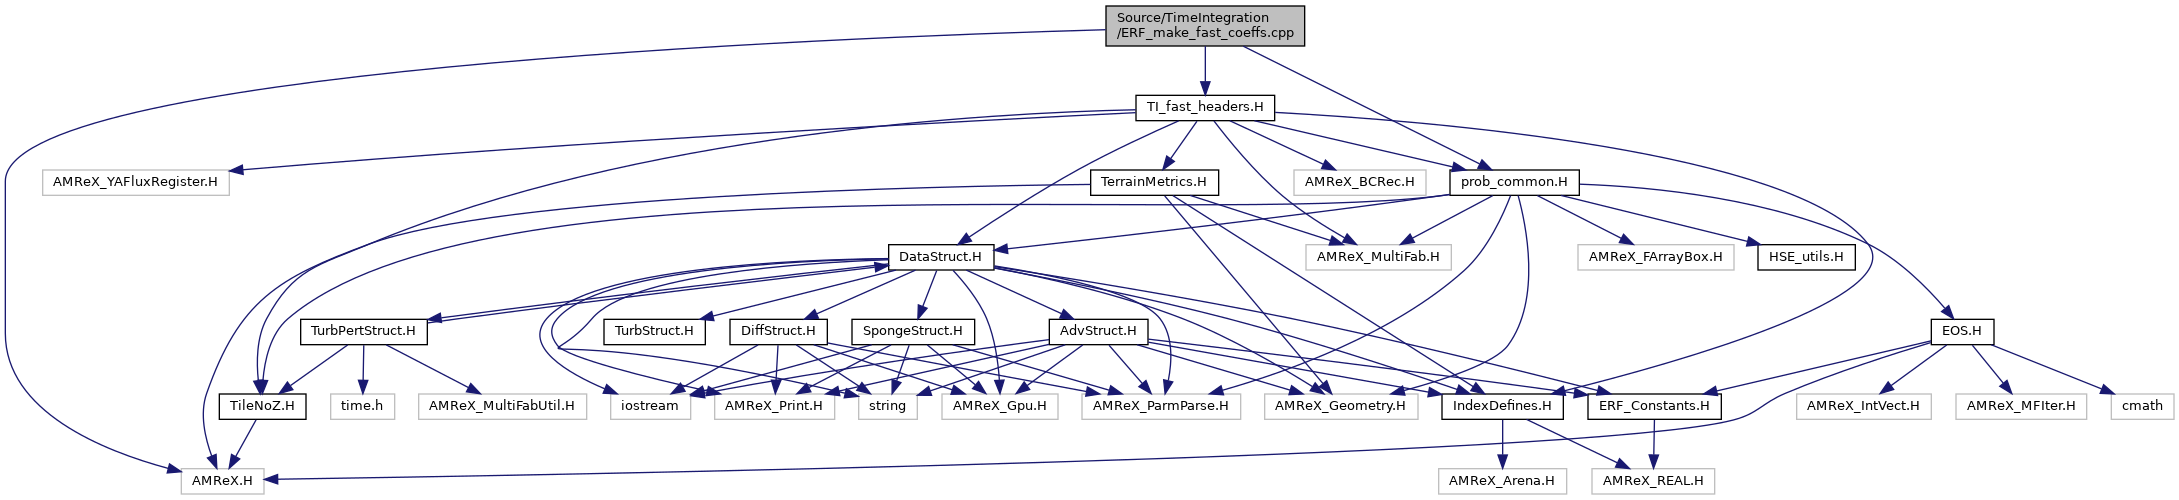 Source/TimeIntegration
/ERF_make_fast_coeffs.cpp
TI_fast_headers.H
AMReX_YAFluxRegister.H
TerrainMetrics.H
AMReX_BCRec.H
prob_common.H
DataStruct.H
AMReX_MultiFab.H
AMReX_FArrayBox.H
HSE_utils.H
TurbPertStruct.H
TurbStruct.H
DiffStruct.H
SpongeStruct.H
AdvStruct.H
EOS.H
TileNoZ.H
time.h
AMReX_MultiFabUtil.H
iostream
AMReX_Print.H
string
AMReX_Gpu.H
AMReX_ParmParse.H
AMReX_Geometry.H
IndexDefines.H
ERF_Constants.H
AMReX_IntVect.H
AMReX_MFIter.H
cmath
AMReX.H
AMReX_Arena.H
AMReX_REAL.H